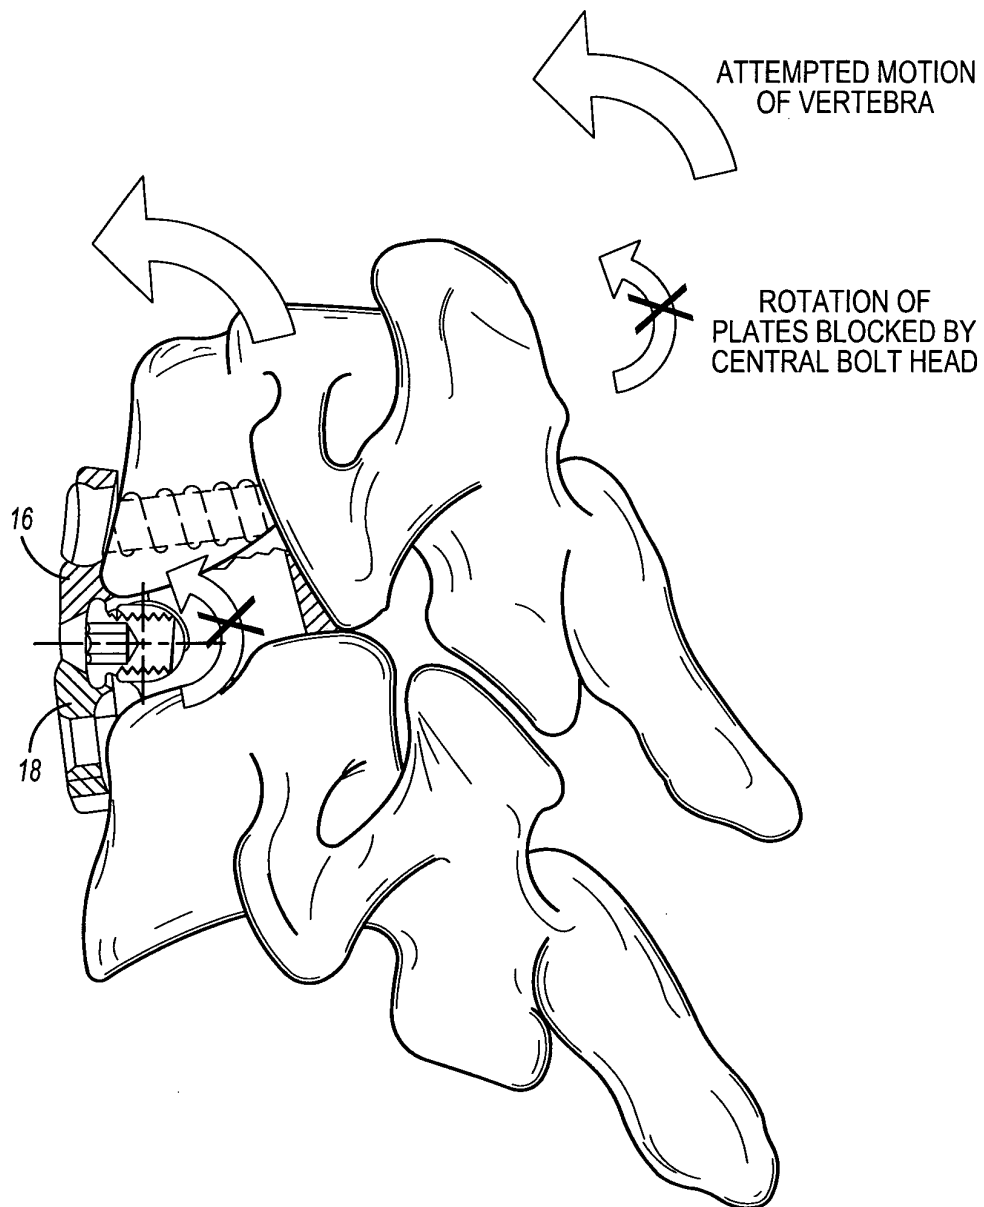 ATTEMPTED MOTION
OF VERTEBRA
ROTATION OF
PLATES BLOCKED BY
CENTRAL BOLT HEAD
16
18